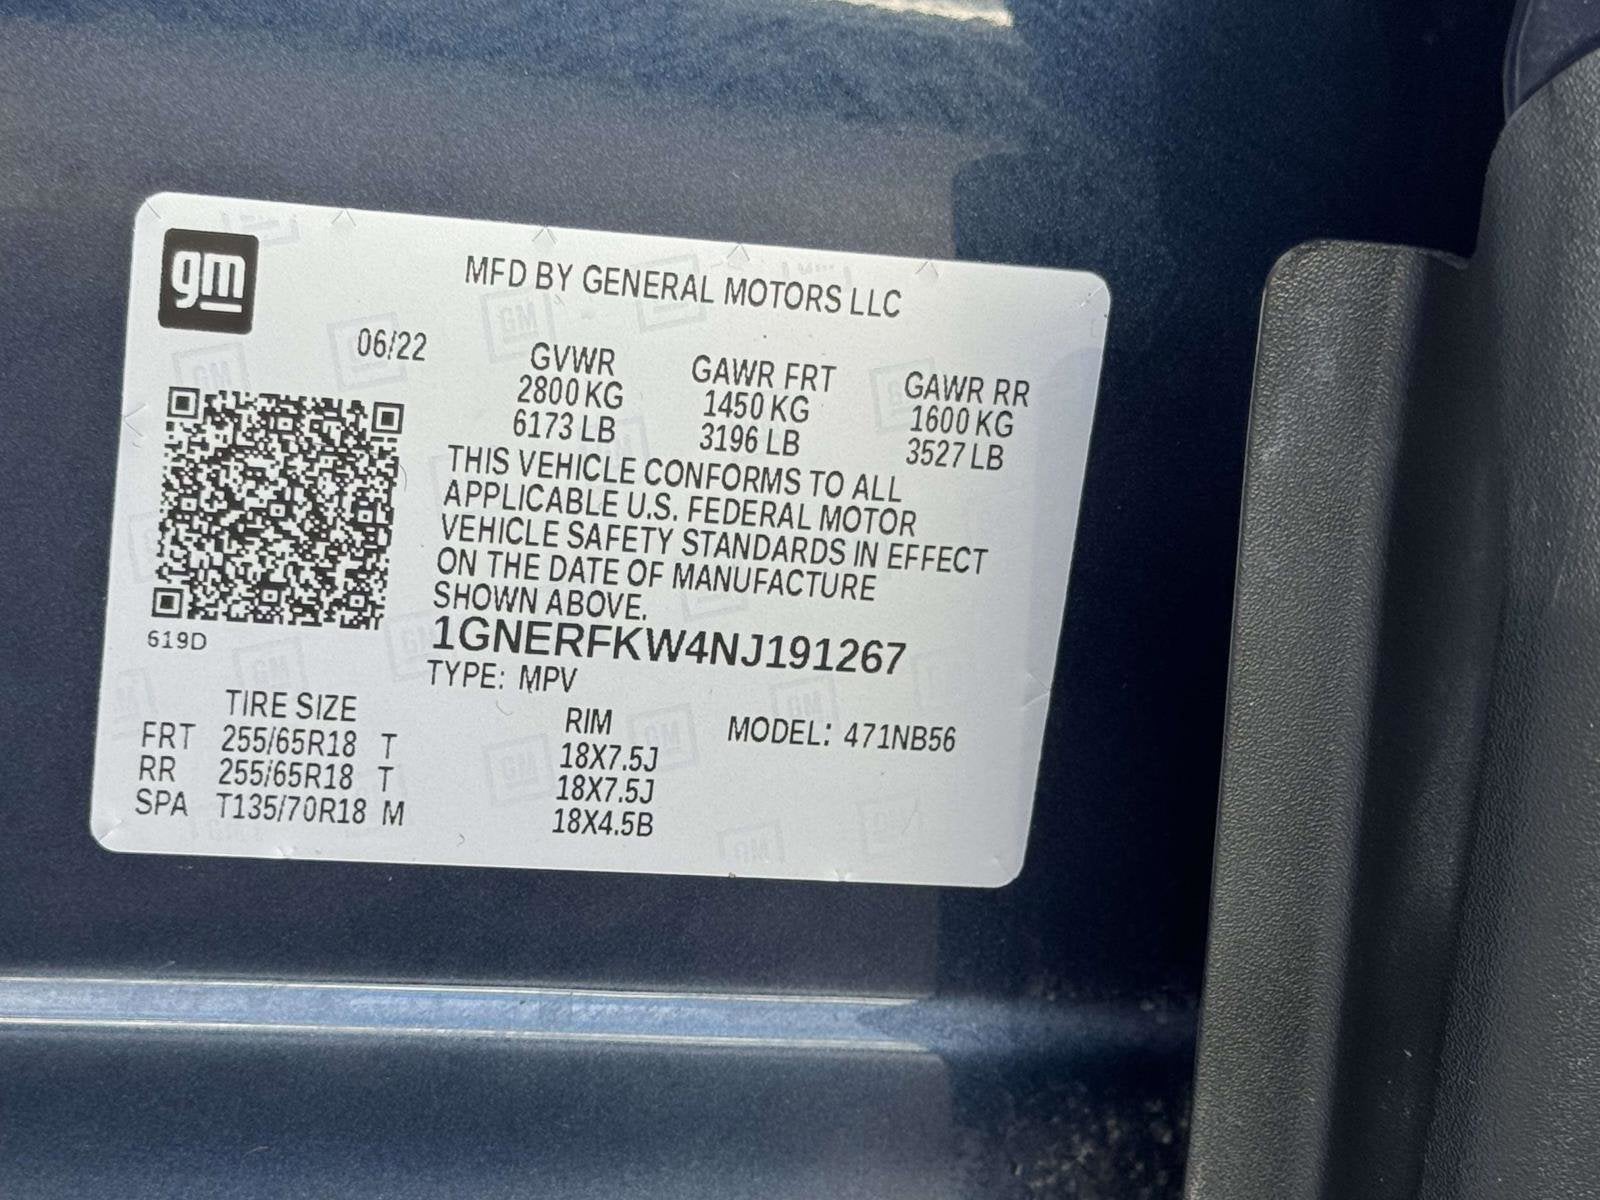 gm
MFD BY GENERAL MOTORS LLC
06/22
GVWR GAWR FRT GAWR RR
2800 KG 1450 KG 1600 KG
6173 LB 3196 LB 3527 LB
THIS VEHICLE CONFORMS TO ALL
APPLICABLE U.S. FEDERAL MOTOR
VEHICLE SAFETY STANDARDS IN EFFECT
ON THE DATE OF MANUFACTURE
SHOWN ABOVE.
619D
1GNERFKW4NJ191267
TYPE: MPV
TIRE SIZE RIM MODEL: 471NB56
FRT 255/65R18 T 18X7.5J
RR 255/65R18 T 18X7.5J
SPA T135/70R18 M 18X4.5B